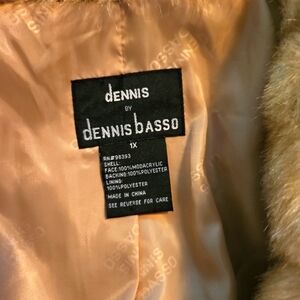 dENNIS
BY
dENNIS basso
1X
RN#98393
SHELL:
FACE:100%MODACRYLIC
BACKING:100%POLYESTER
LINING:
100%POLYESTER
MADE IN CHINA
SEE REVERSE FOR CARE